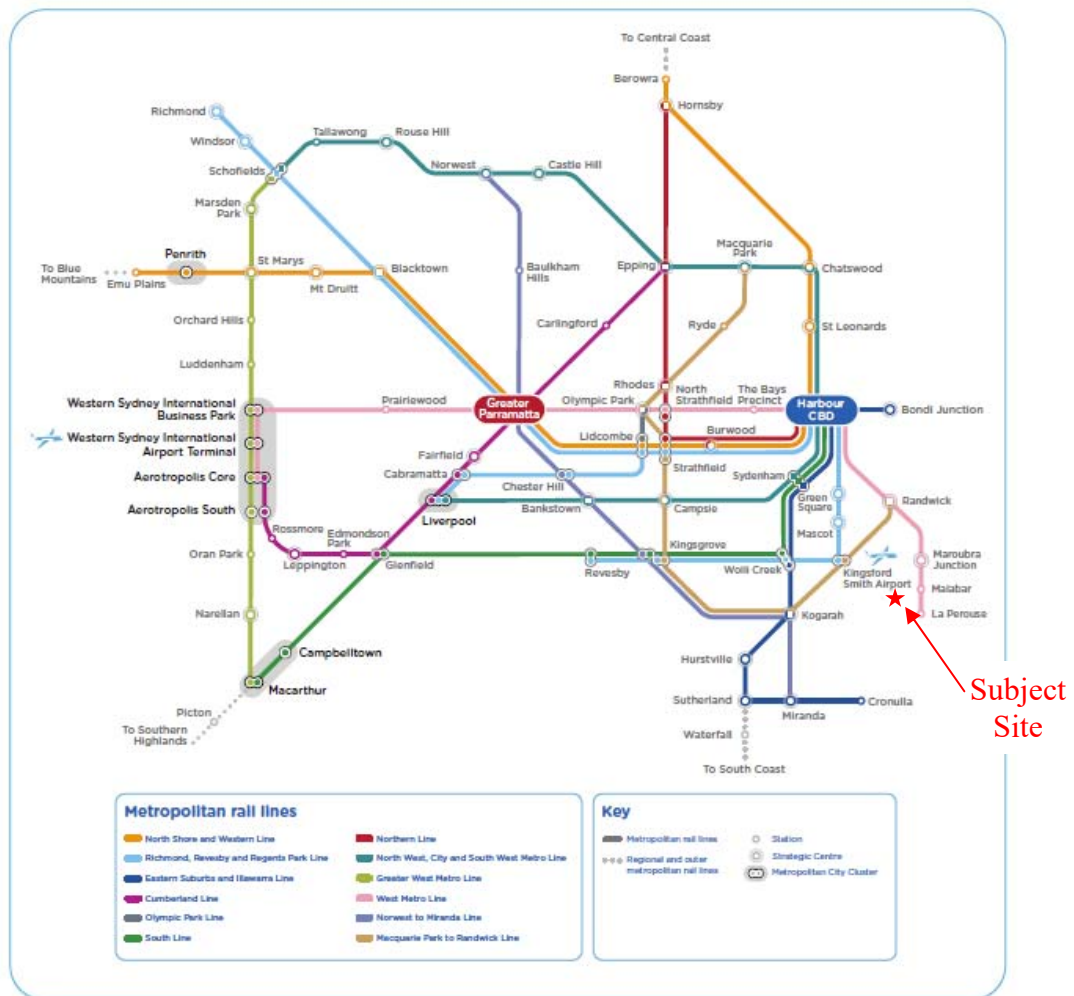 To Central Coast
Berowra
Hornsby
Richmond
Windsor
Tallawong
Rouse Hill
Schofields
Norwest
Castle Hill
Marsden
Park
Macquarie
Park
Penrith
To Blue
Mountains
Emu Plains
St Marys
Mt Druitt
Blacktown
Baulkham
Hills
Epping
Chatswood
Orchard Hills
Carlingford
Ryde
St Leonards
Luddenham
Rhodes
Western Sydney International
Business Park
Prairiewood
Greater
Parramatta
Olympic Park
North
Strathfield
The Bays
Precinct
Harbour
CBD
Bondi Junction
Western Sydney International
Airport Terminal
Lidcombe
Burwood
Fairfield
Cabramatta
Strathfield
Aerotropolis Core
Chester Hill
Sydenham
Aerotropolis South
Liverpool
Bankstown
Campsie
Green
Square
Randwick
Rossmore
Edmondson
Park
Mascot
Oran Park
Leppington
Glenfield
Revesby
Kingsgrove
Wolli Creek
Kingsford
Smith Airport
Maroubra
Junction
Malabar
La Perouse
Narellan
Kogarah
Campbelltown
Hurstville
Macarthur
Subject
Site
Picton
To Southern
Highlands
Sutherland
Miranda
Cronulla
Waterfall
To South Coast
Metropolitan rail lines
North Shore and Western Line
Richmond, Revesby and Regents Park Line
Eastern Suburbs and Illawarra Line
Cumberland Line
Olympic Park Line
South Line
Northern Line
North West, City and South West Metro Line
Greater West Metro Line
West Metro Line
Norwest to Miranda Line
Macquarie Park to Randwick Line
Key
Metropolitan rail lines
Regional and outer
metropolitan rail lines
Station
Strategic Centre
Metropolitan City Cluster